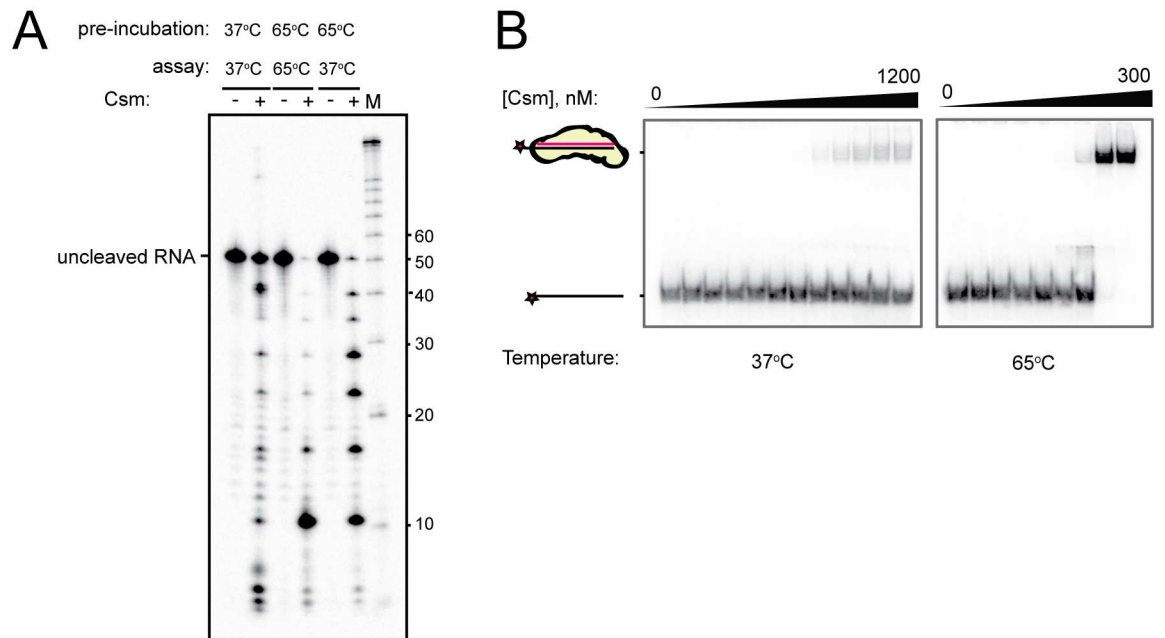 A
pre-incubation: 37°C 65°C 65°C
assay: 37°C 65°C 37°C
Csm: - + - + - + M
uncleaved RNA
60
50
40
30
20
10
B
[Csm], nM: 0 1200 0 300
Temperature: 37°C 65°C